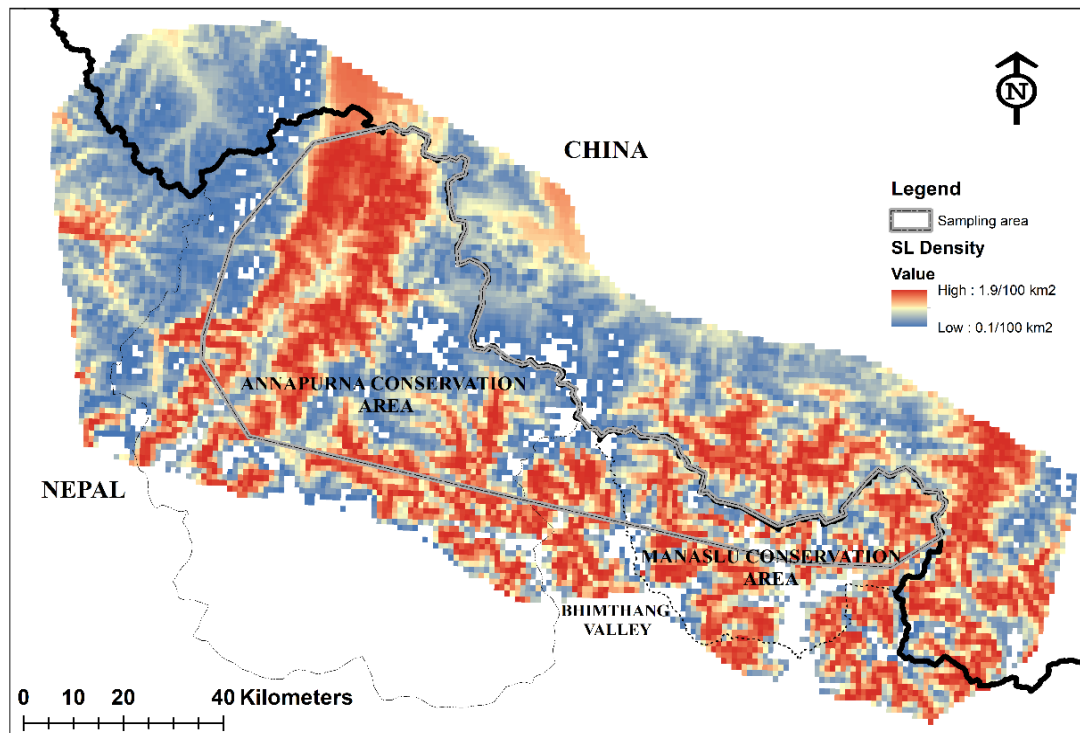 N
CHINA
Legend
Sampling area
SL Density
Value
High : 1.9/100 km2
Low : 0.1/100 km2
ANNAPURNA CONSERVATION
AREA
NEPAL
MANASLU CONSERVATION
AREA
BHIMTHANG
VALLEY
0 10 20 40 Kilometers